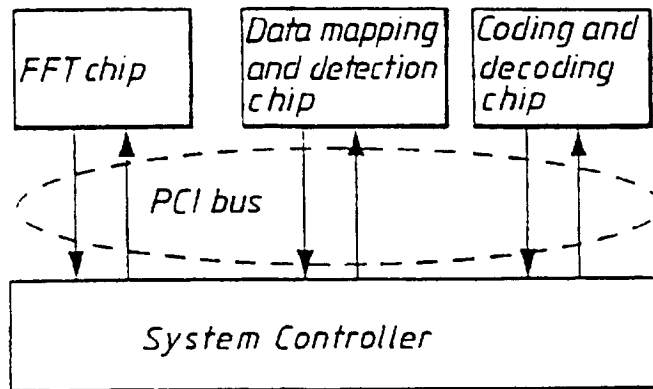 FFT chip
Data mapping
and detection
chip
Coding and
decoding
chip
PCI bus
System Controller